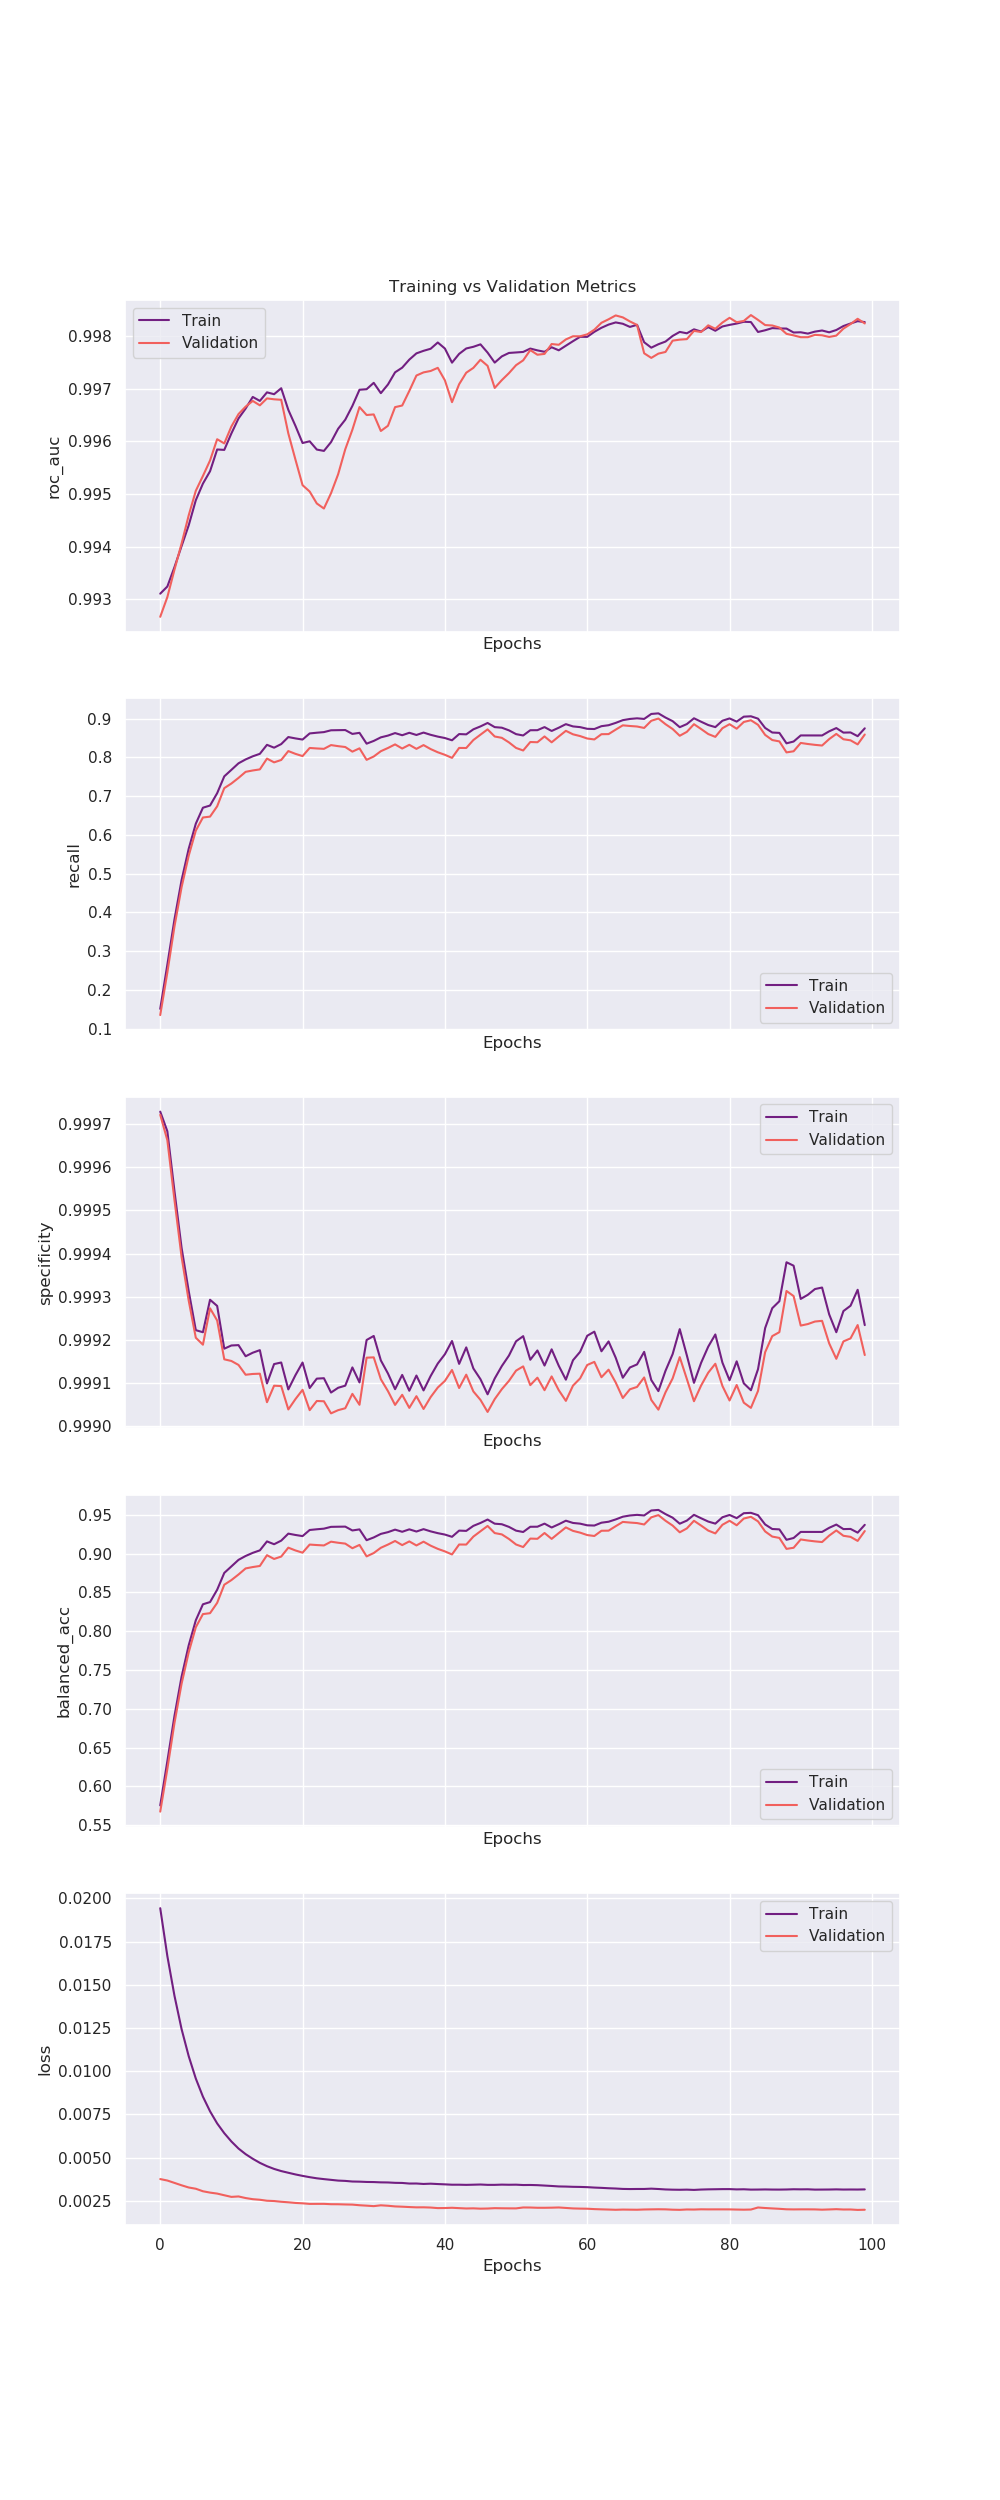 Training vs Validation Metrics
Train
Validation
0.998
0.997
0.996
0.995
0.994
0.993
roc_auc
Epochs
0.9
0.8
0.7
0.6
0.5
0.4
0.3
0.2
0.1
recall
Train
Validation
Epochs
Train
Validation
0.9997
0.9996
0.9995
0.9994
0.9993
0.9992
0.9991
0.9990
specificity
Epochs
0.95
0.90
0.85
0.80
0.75
0.70
0.65
0.60
0.55
balanced_acc
Train
Validation
Epochs
Train
Validation
0.0200
0.0175
0.0150
0.0125
0.0100
0.0075
0.0050
0.0025
loss
0 20 40 60 80 100
Epochs